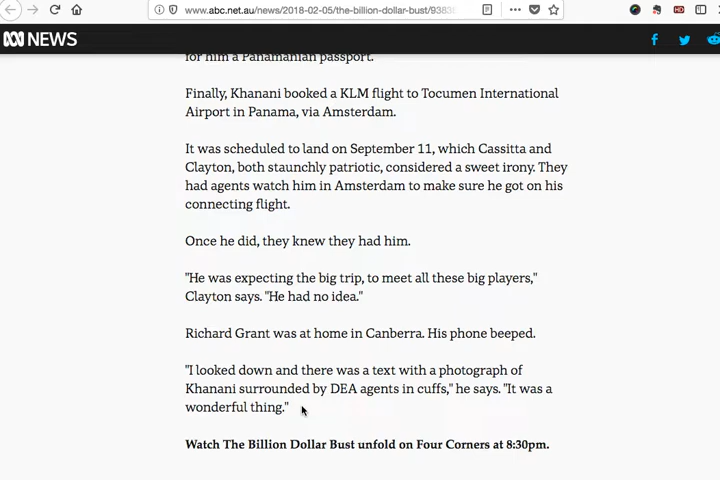 www.abc.net.au/news/2018-02-05/the-billion-dollar-bust/9383
HD
NEWS
for him a Panamanian passport.
Finally, Khanani booked a KLM flight to Tocumen International
Airport in Panama, via Amsterdam.
It was scheduled to land on September 11, which Cassitta and
Clayton, both staunchly patriotic, considered a sweet irony. They
had agents watch him in Amsterdam to make sure he got on his
connecting flight.
Once he did, they knew they had him.
"He was expecting the big trip, to meet all these big players,"
Clayton says. "He had no idea."
Richard Grant was at home in Canberra. His phone beeped.
"I looked down and there was a text with a photograph of
Khanani surrounded by DEA agents in cuffs," he says. "It was a
wonderful thing."
Watch The Billion Dollar Bust unfold on Four Corners at 8:30pm.